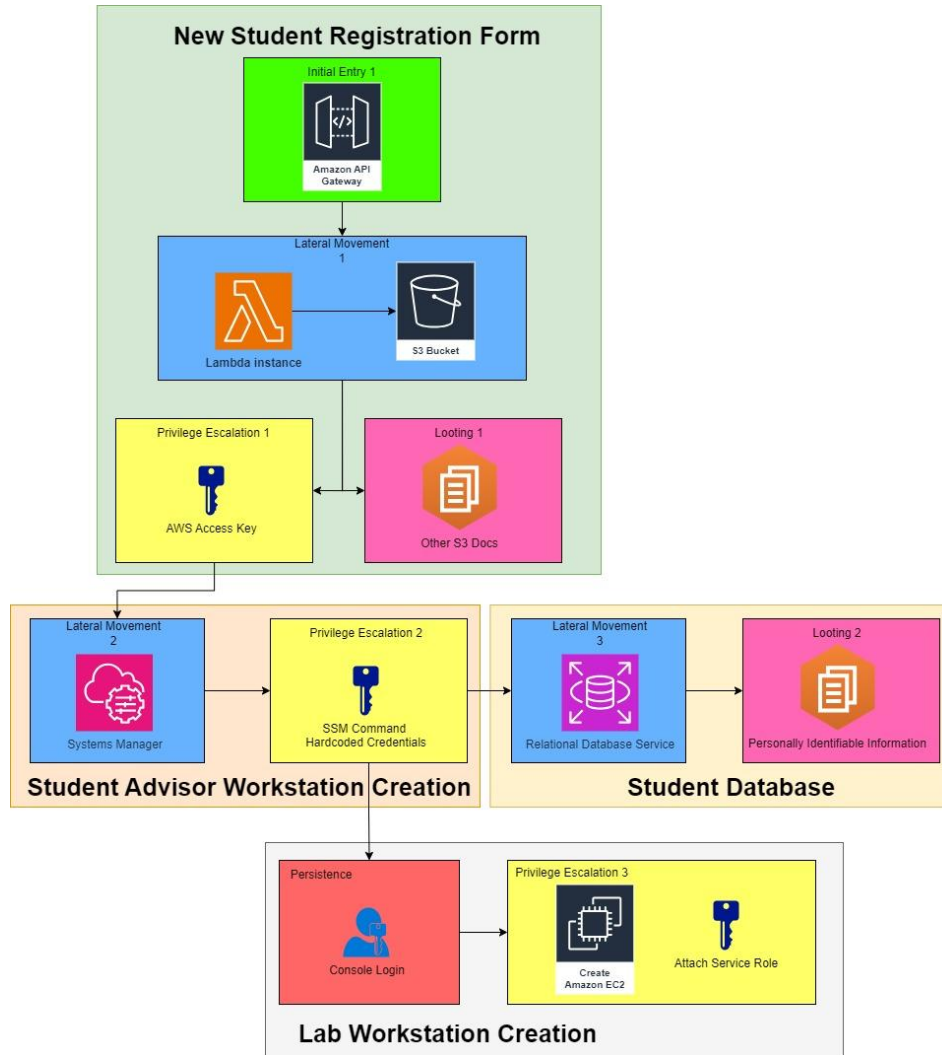 New Student Registration Form
Initial Entry 1
Amazon API
Gateway
Lateral Movement
1
Lambda instance
S3 Bucket
Privilege Escalation 1
AWS Access Key
Looting 1
Other S3 Docs
Lateral Movement
2
Systems Manager
Privilege Escalation 2
SSM Command
Hardcoded Credentials
Student Advisor Workstation Creation
Lateral Movement
3
Relational Database Service
Looting 2
Personally Identifiable Information
Student Database
Persistence
Console Login
Privilege Escalation 3
Create
Amazon EC2
Attach Service Role
Lab Workstation Creation